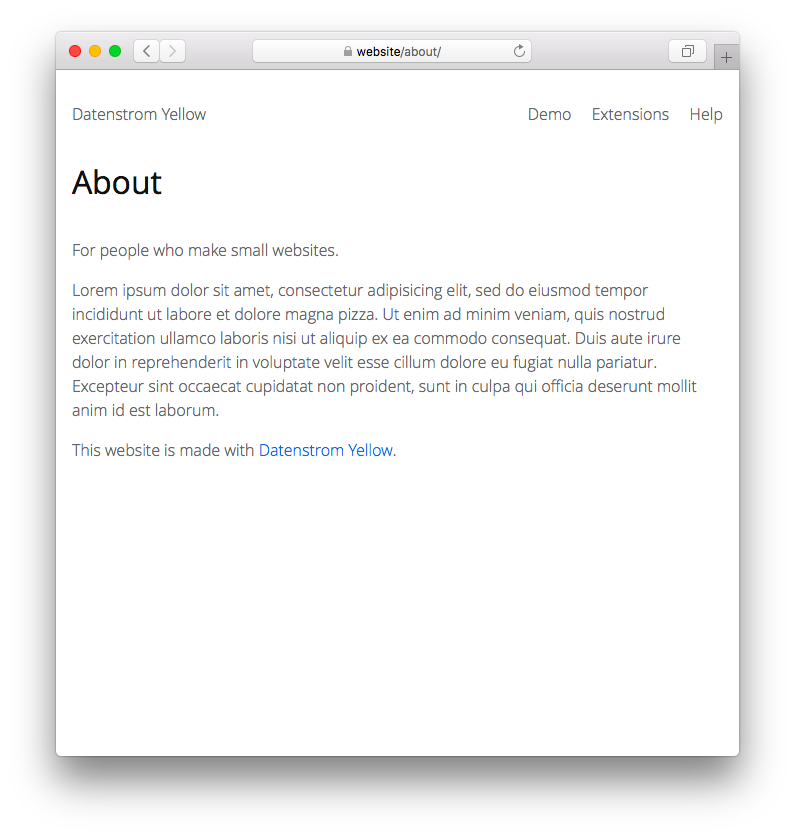 website/about/
Datenstrom Yellow Demo Extensions Help
About
For people who make small websites.
Lorem ipsum dolor sit amet, consectetur adipisicing elit, sed do eiusmod tempor
incididunt ut labore et dolore magna pizza. Ut enim ad minim veniam, quis nostrud
exercitation ullamco laboris nisi ut aliquip ex ea commodo consequat. Duis aute irure
dolor in reprehenderit in voluptate velit esse cillum dolore eu fugiat nulla pariatur.
Excepteur sint occaecat cupidatat non proident, sunt in culpa qui officia deserunt mollit
anim id est laborum.
This website is made with Datenstrom Yellow.